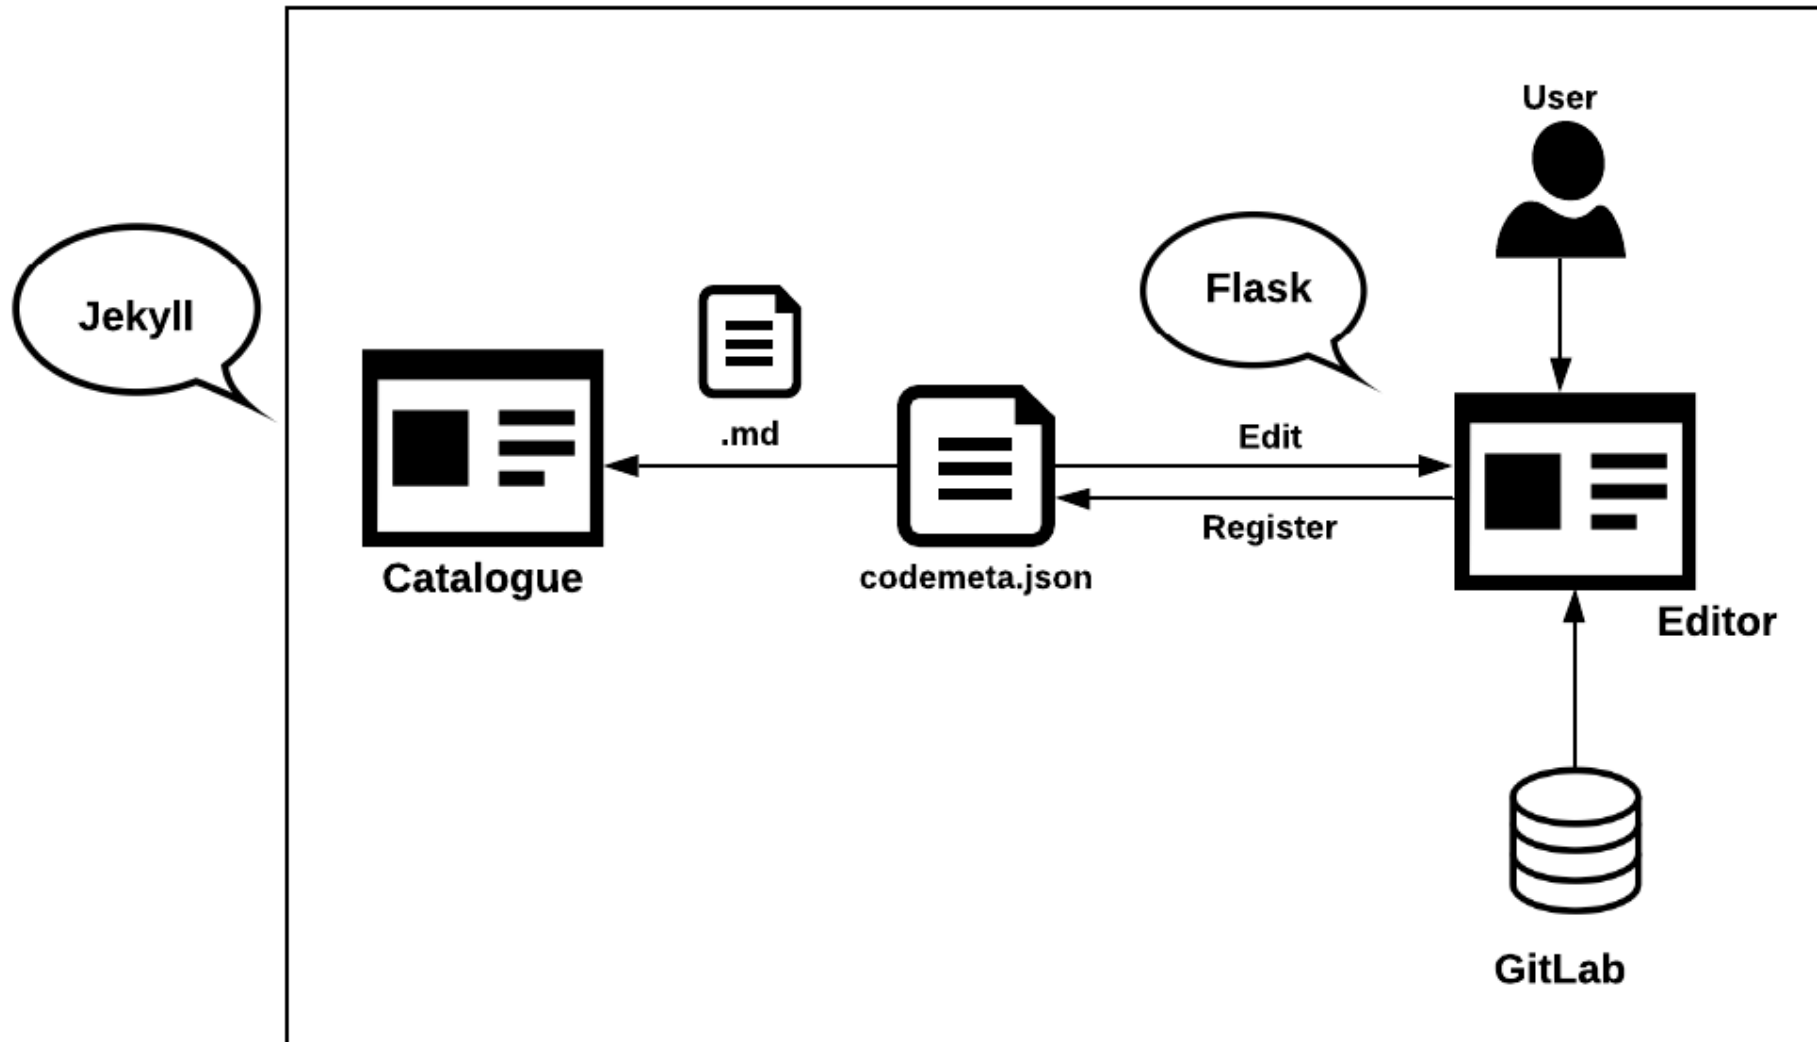 User
Jekyll
Flask
.md
Edit
Register
Catalogue
codemeta.json
Editor
GitLab